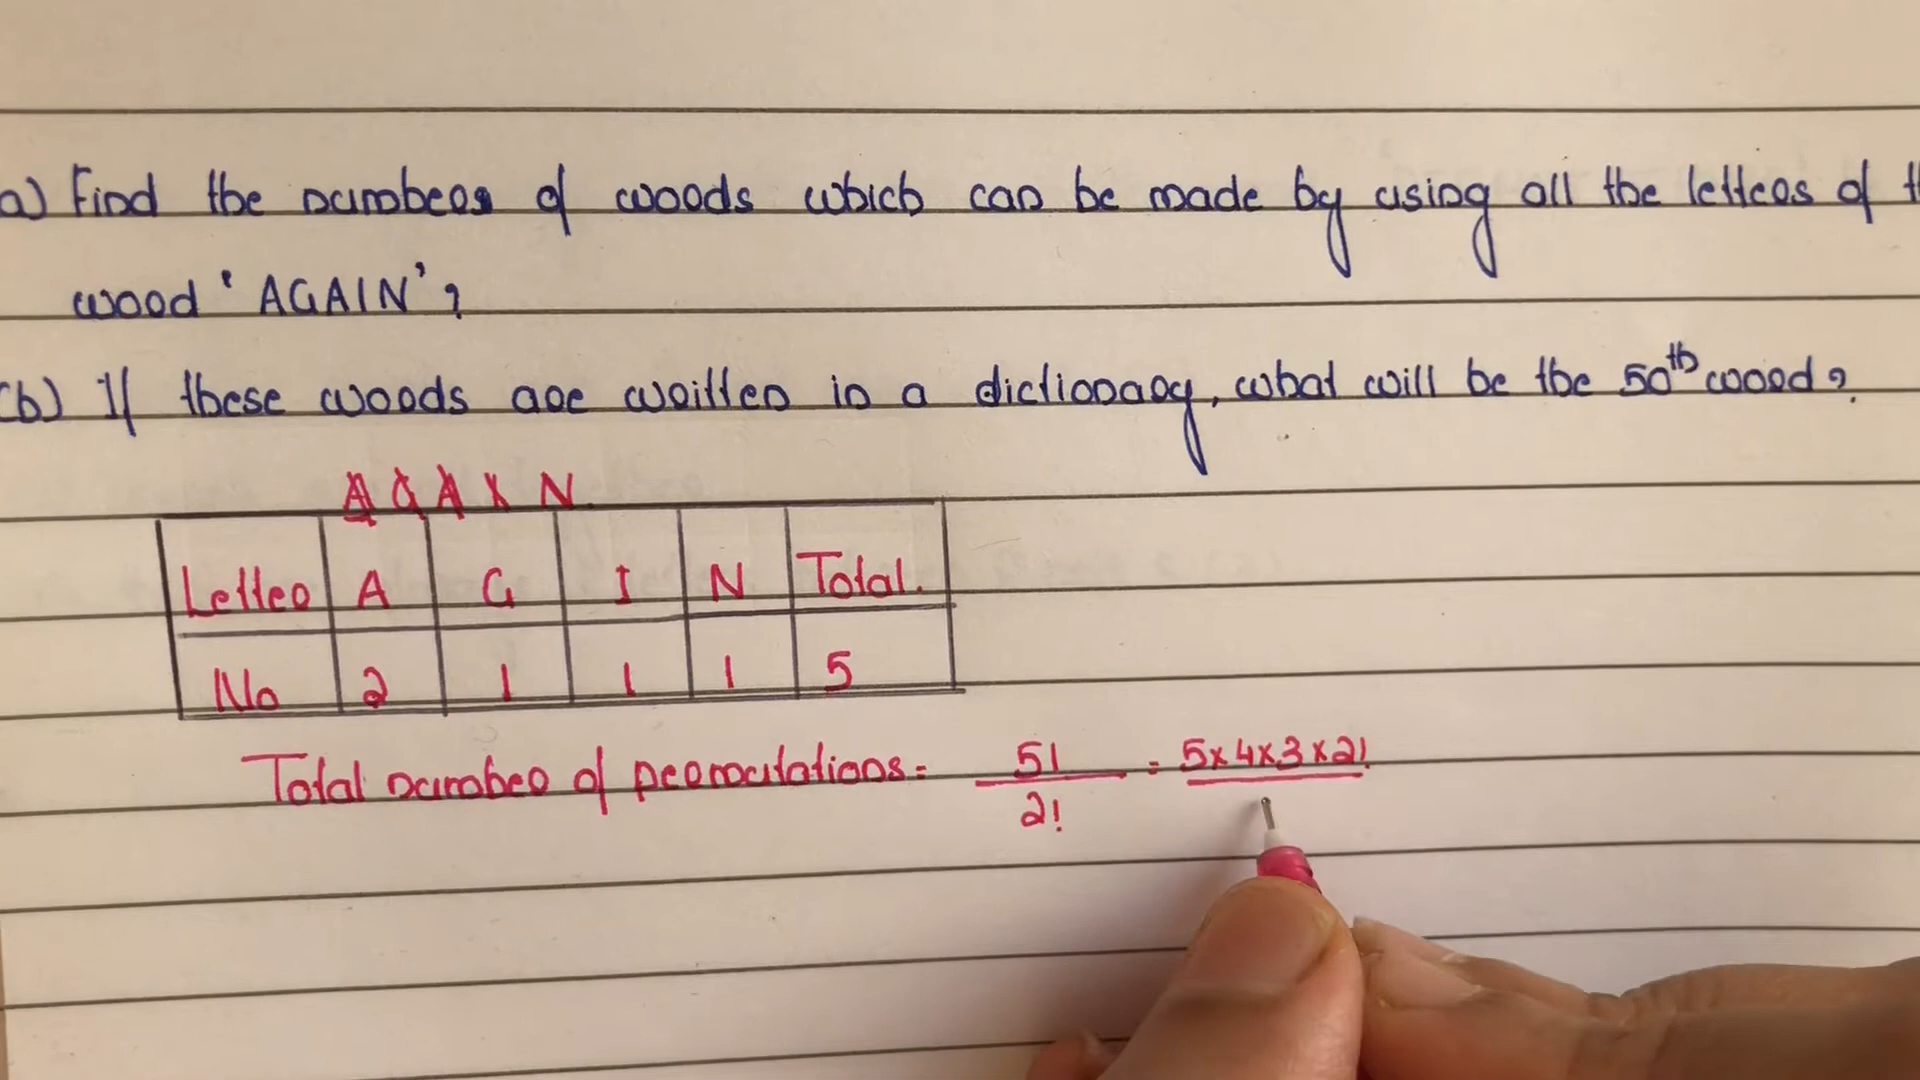 a) Find the numbers of words which can be made by using all the letters of
word 'AGAIN'?
(b) If these words are written in a dictionary, what will be the 50th word?
A G A I N
Letter A G I N Total.
No 2 1 1 1 5
Total number of permutations = 5! / 2! = 5×4×3×2!